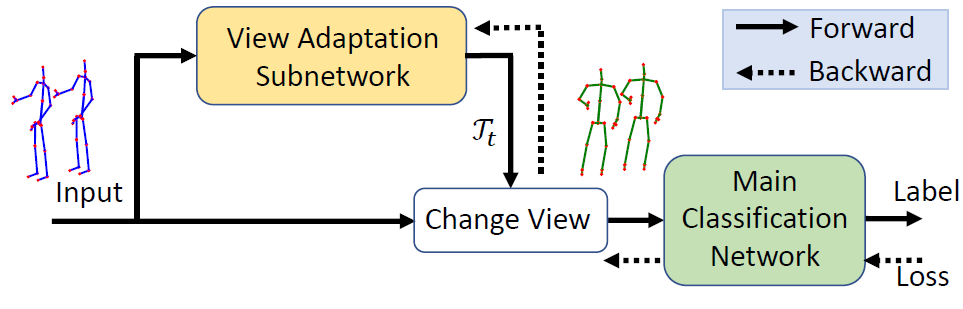 View Adaptation
Subnetwork
Forward
Backward
𝒯t
Input
Change View
Main
Classification
Network
Label
Loss